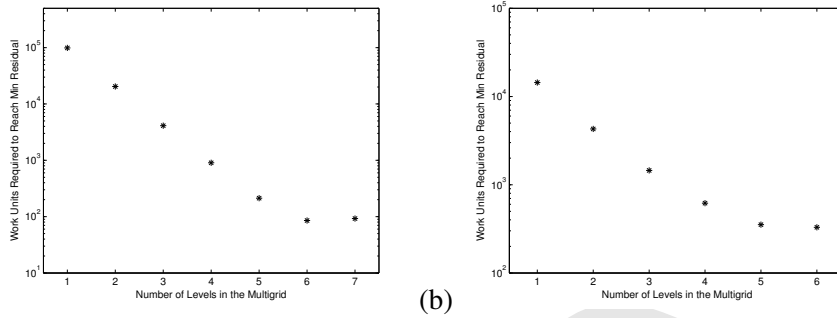 Work Units Required to Reach Min Residual
10^5
10^4
10^3
10^2
10^1
1 2 3 4 5 6 7
Number of Levels in the Multigrid
(b)
Work Units Required to Reach Min Residual
10^5
10^4
10^3
10^2
1 2 3 4 5 6
Number of Levels in the Multigrid